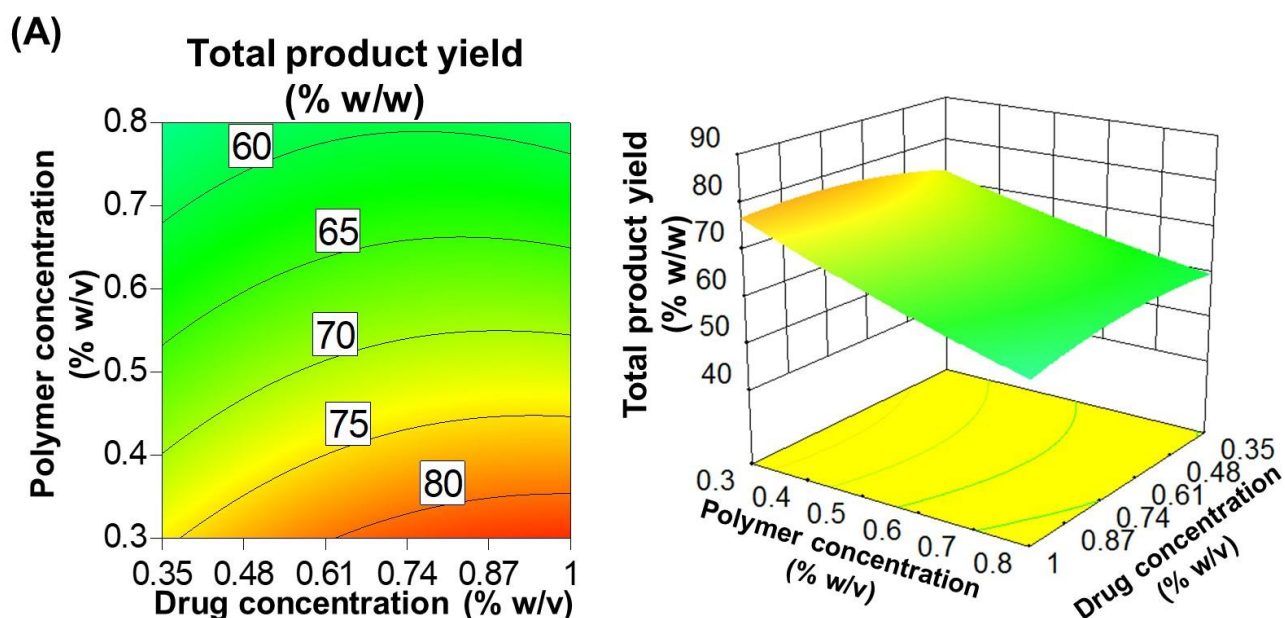 (A)
Total product yield
(% w/w)
Polymer concentration
(% w/v)
0.8
0.7
0.6
0.5
0.4
0.3
60
65
70
75
80
0.35 0.48 0.61 0.74 0.87 1
Drug concentration (% w/v)
Total product yield
(% w/w)
90
80
70
60
50
40
0.3 0.4 0.5 0.6 0.7 0.8
Polymer concentration
(% w/v)
1 0.87 0.74 0.61 0.48 0.35
Drug concentration
(% w/v)